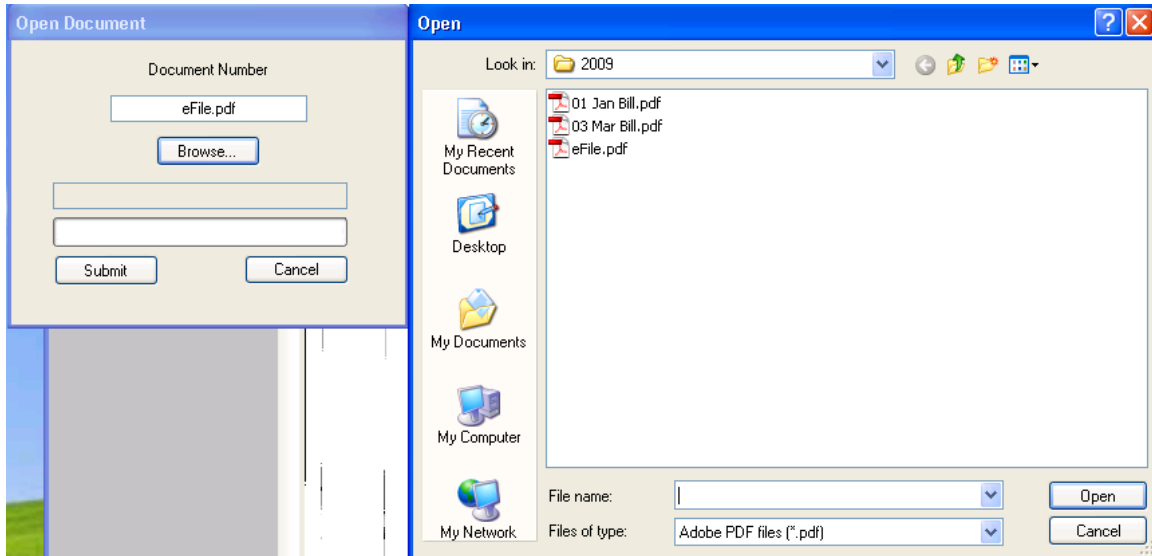 Open Document
Document Number
eFile.pdf
Browse...
Submit
Cancel
Open
Look in:
2009
My Recent
Documents
Desktop
My Documents
My Computer
My Network
01 Jan Bill.pdf
03 Mar Bill.pdf
eFile.pdf
File name:
Open
Files of type:
Adobe PDF files (*.pdf)
Cancel